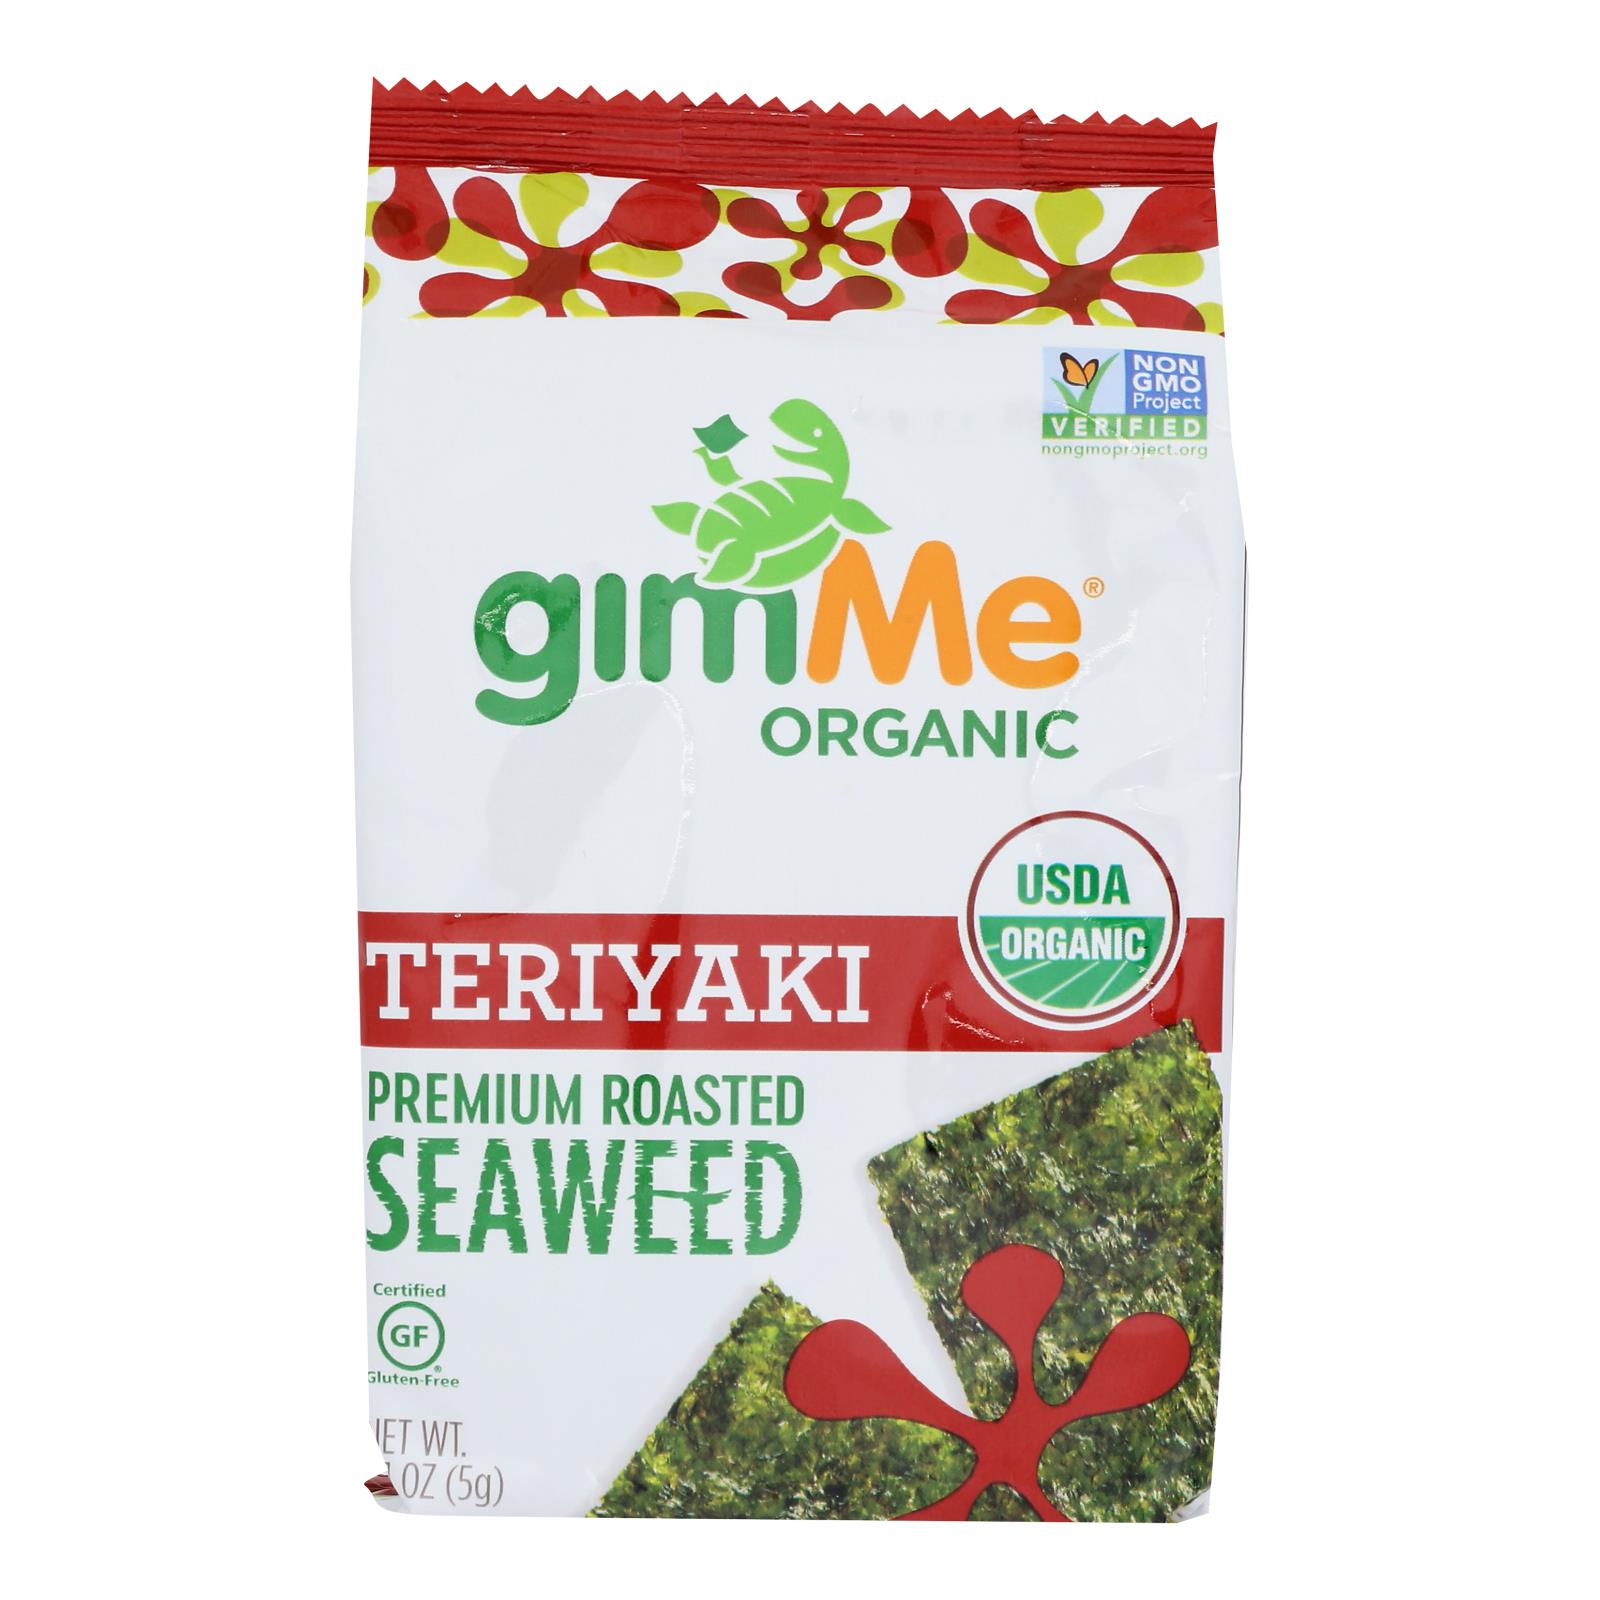 NON
GMO
Project
VERIFIED
nongmoproject.org
gimMe®
ORGANIC
USDA
ORGANIC
TERIYAKI
PREMIUM ROASTED
SEAWEED
Certified
GF®
Gluten-Free
WT.
OZ (5g)